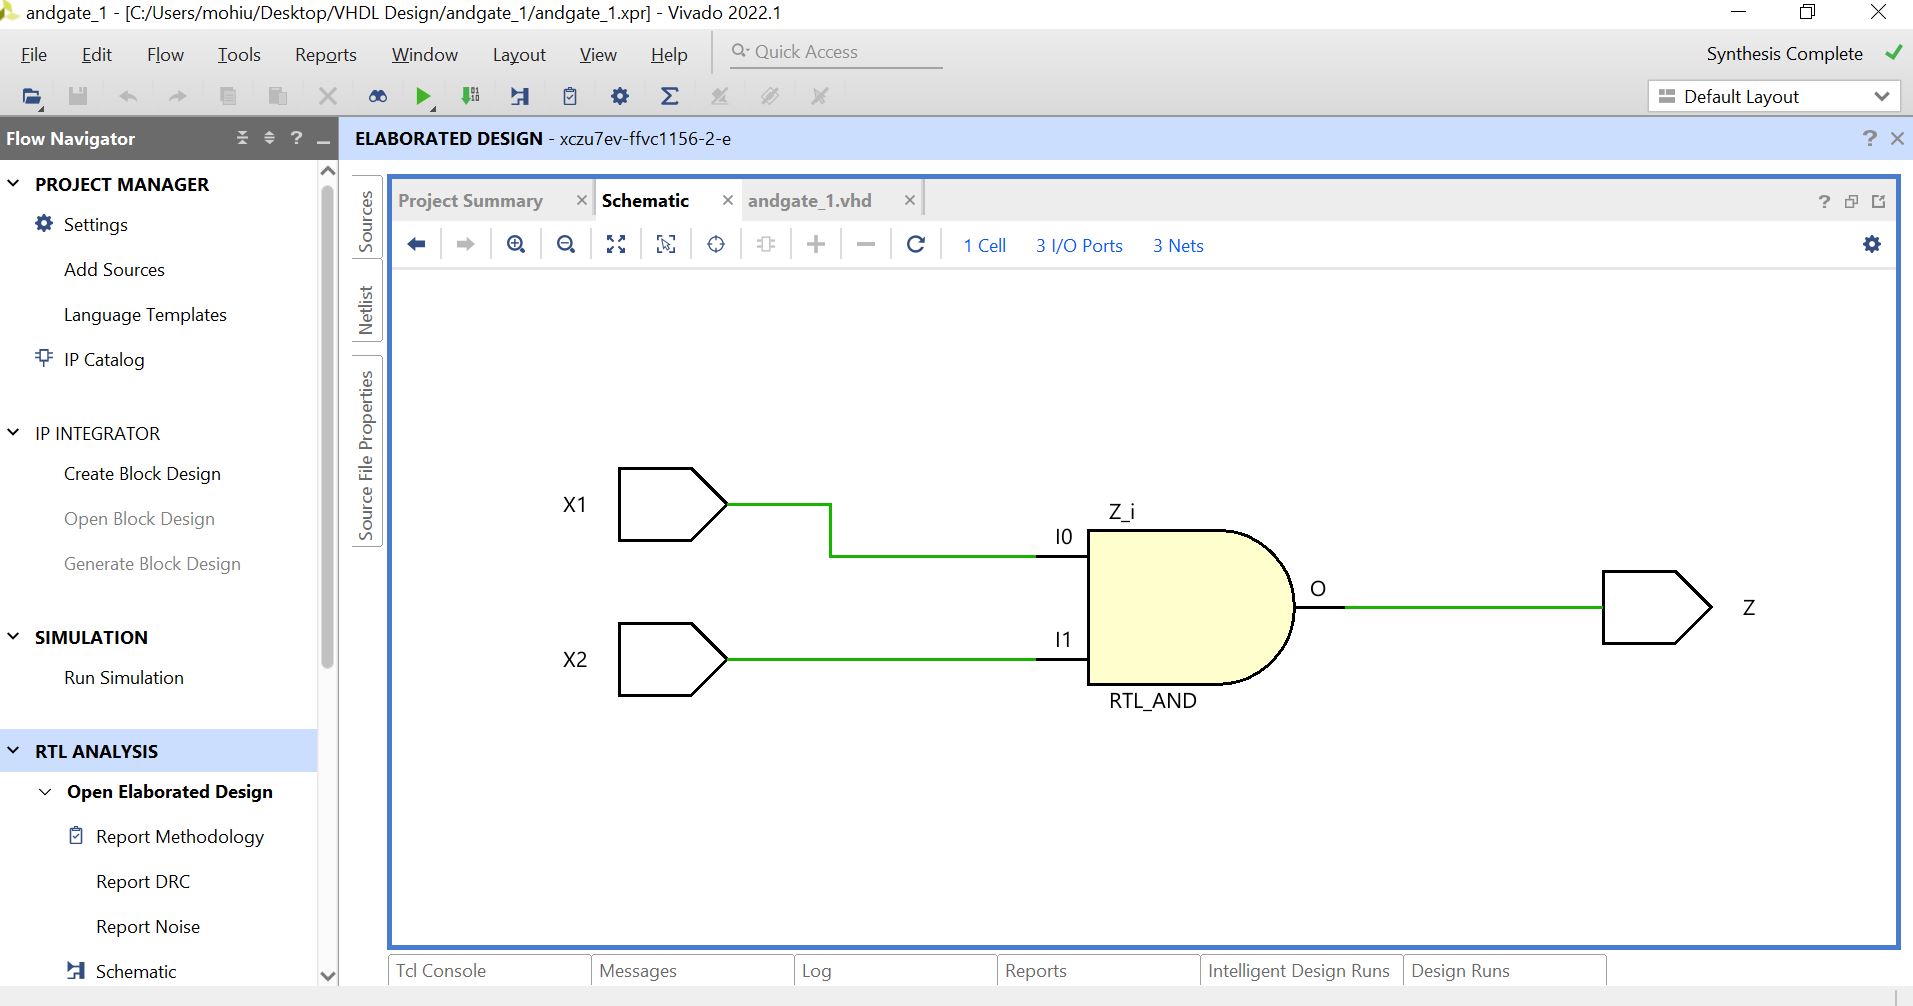 andgate_1 - [C:/Users/mohiu/Desktop/VHDL Design/andgate_1/andgate_1.xpr] - Vivado 2022.1
File Edit Flow Tools Reports Window Layout View Help Quick Access Synthesis Complete
Default Layout
Flow Navigator ?
ELABORATED DESIGN - xczu7ev-ffvc1156-2-e ?
PROJECT MANAGER
Settings
Add Sources
Language Templates
IP Catalog
IP INTEGRATOR
Create Block Design
Open Block Design
Generate Block Design
SIMULATION
Run Simulation
RTL ANALYSIS
Open Elaborated Design
Report Methodology
Report DRC
Report Noise
Schematic
Sources
Netlist
Source File Properties
Project Summary Schematic andgate_1.vhd ?
1 Cell 3 I/O Ports 3 Nets
X1
X2
Z_i
I0
I1
RTL_AND
O
Z
Tcl Console Messages Log Reports Intelligent Design Runs Design Runs